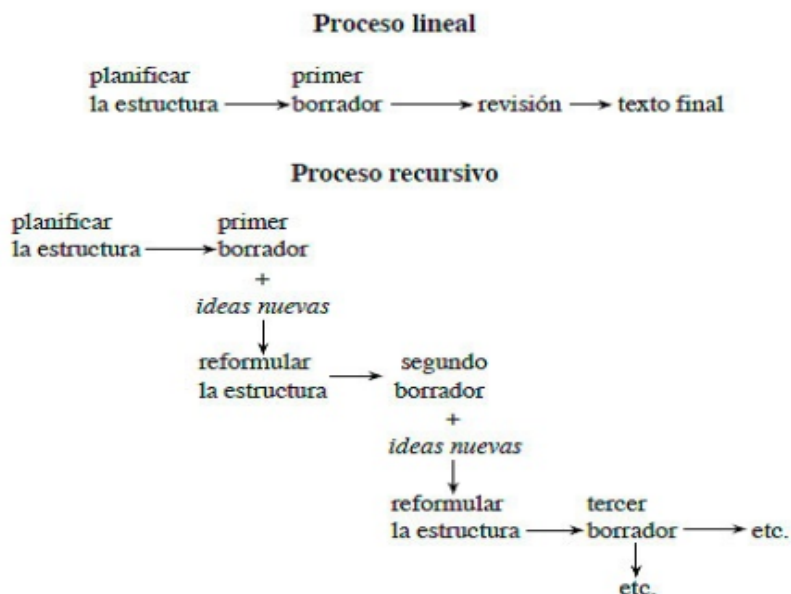 Proceso lineal
planificar primer
la estructura borrador revisión texto final
Proceso recursivo
planificar primer
la estructura borrador
+
ideas nuevas
reformular segundo
la estructura borrador
+
ideas nuevas
reformular tercer
la estructura borrador etc.
etc.